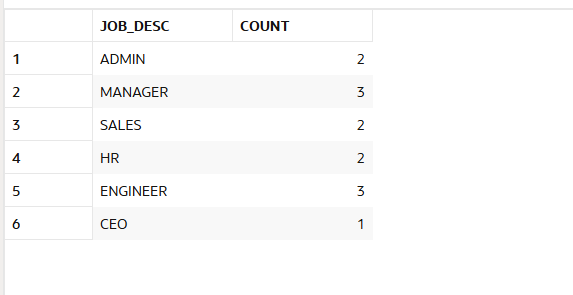 JOB_DESC COUNT
1 ADMIN 2
2 MANAGER 3
3 SALES 2
4 HR 2
5 ENGINEER 3
6 CEO 1